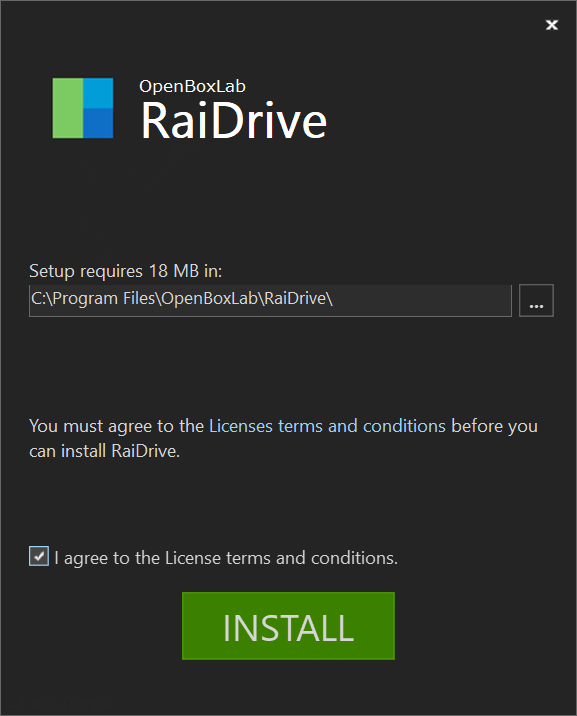 OpenBoxLab
RaiDrive
Setup requires 18 MB in:
C:\Program Files\OpenBoxLab\RaiDrive\
...
You must agree to the Licenses terms and conditions before you
can install RaiDrive.
I agree to the License terms and conditions.
INSTALL